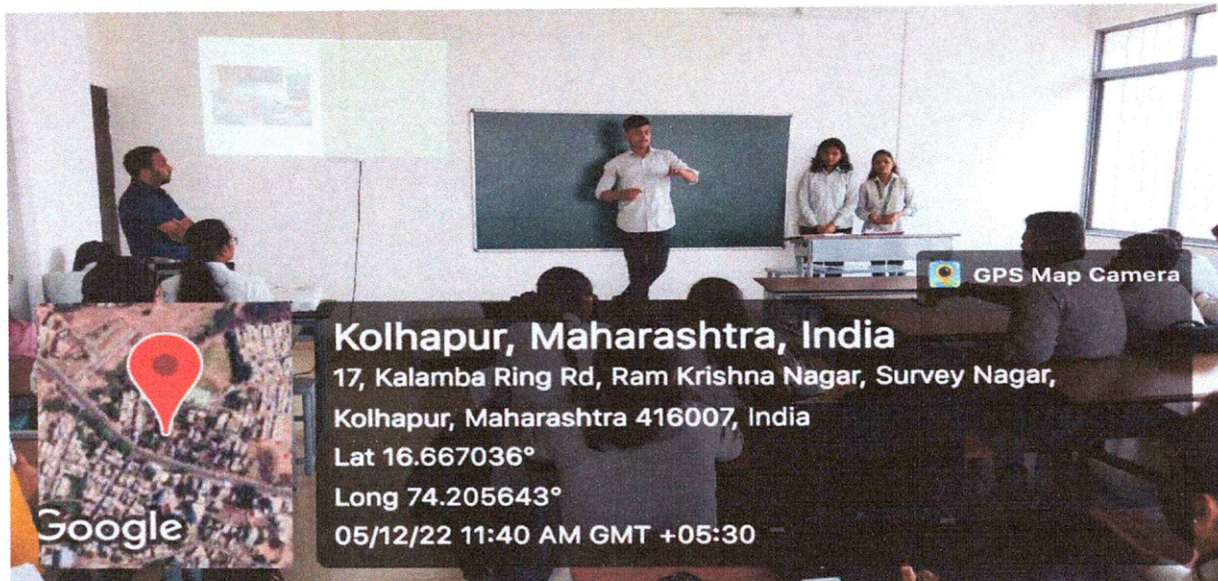 GPS Map Camera
Kolhapur, Maharashtra, India
17, Kalamba Ring Rd, Ram Krishna Nagar, Survey Nagar,
Kolhapur, Maharashtra 416007, India
Lat 16.667036°
Long 74.205643°
05/12/22 11:40 AM GMT +05:30
Google